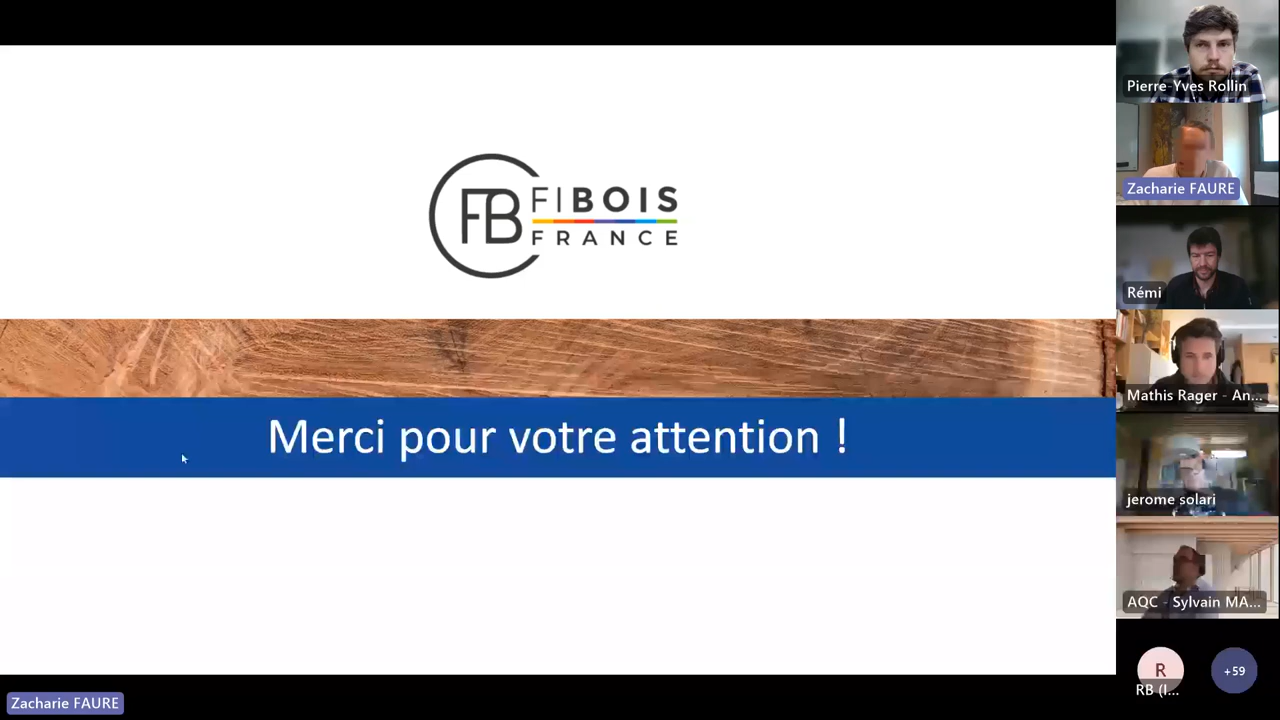 FB
FIBOIS
FRANCE
Merci pour votre attention !
Zacharie FAURE
Pierre-Yves Rollin
Zacharie FAURE
Rémi
Mathis Rager - An...
jerome solari
AQC - Sylvain MA...
R
RB (I...
+59